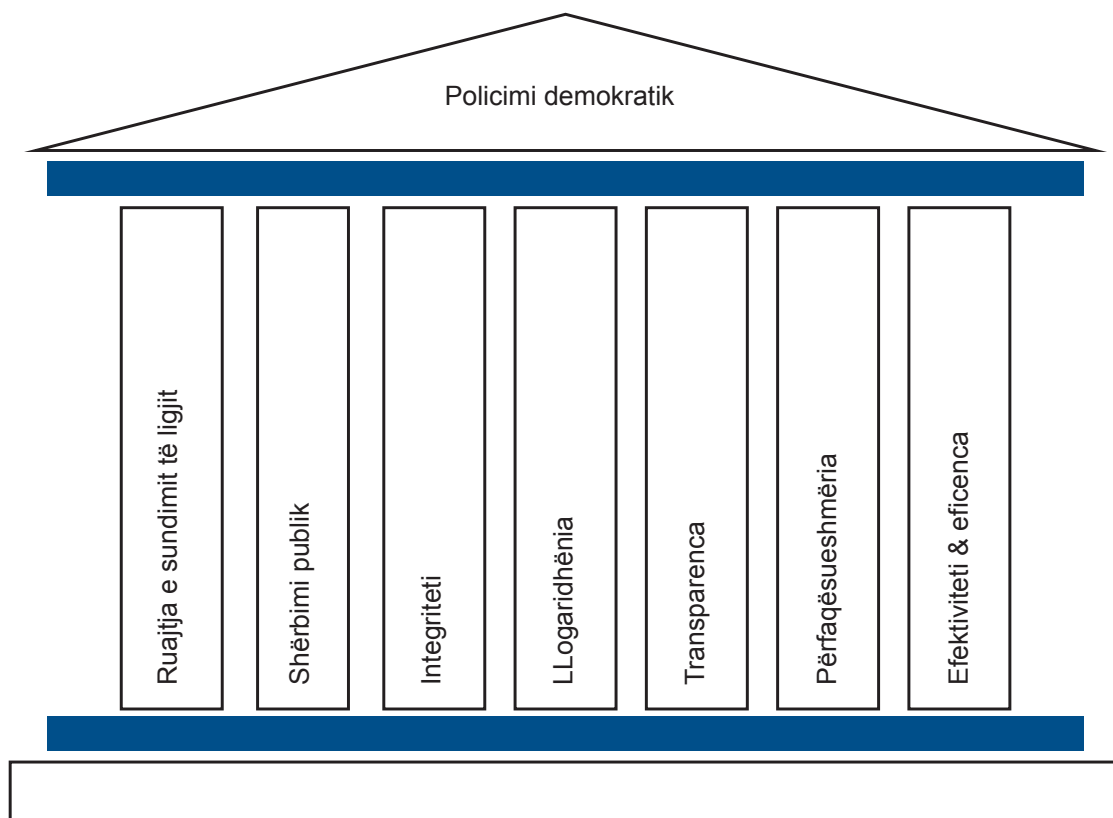 Policimi demokratik
Ruajtja e sundimit të ligjit
Shërbimi publik
Integriteti
LLogaridhënia
Transparenca
Përfaqësueshmëria
Efektiviteti & eficenca